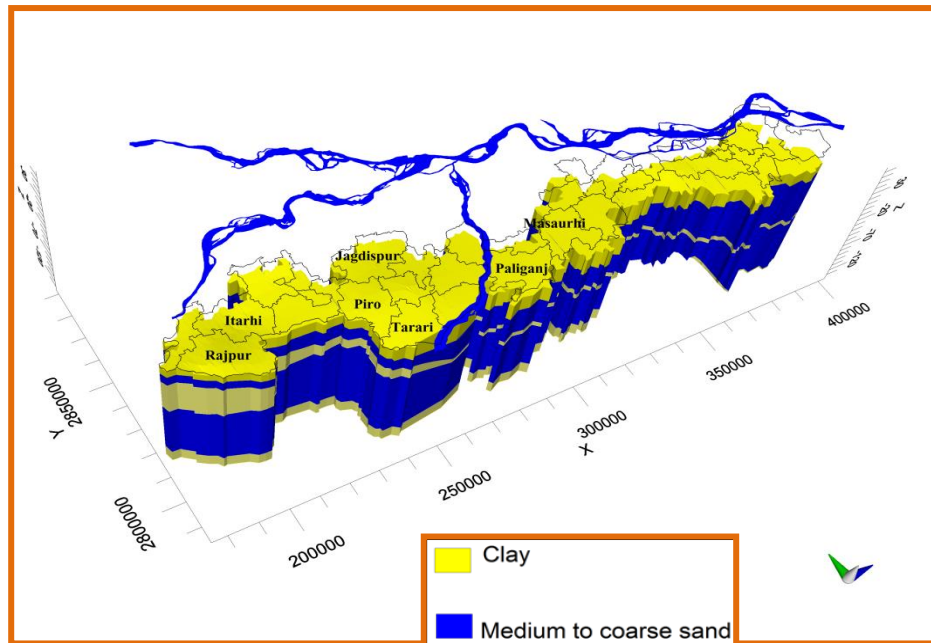 Masaurhi
Jagdispur
Paliganj
Piro
Itarhi
Tarari
Rajpur
Z
400000
350000
300000
X
250000
200000
Y
2850000
2800000
Clay
Medium to coarse sand